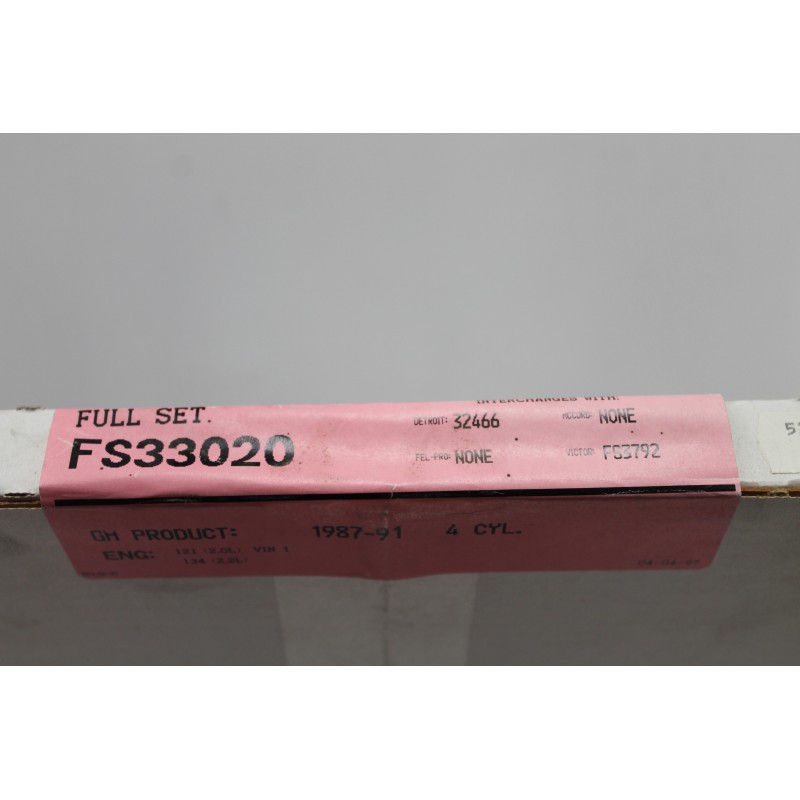 INTERCHANGES WITH:
FULL SET. DETROIT: 32466 MCCORD: NONE
FS33020 FEL-PRO: NONE VICTOR: FS3792
GM PRODUCT: 1987-91 4 CYL.
ENG: 121 (2.0L) VIN 1
134 (2.2L)